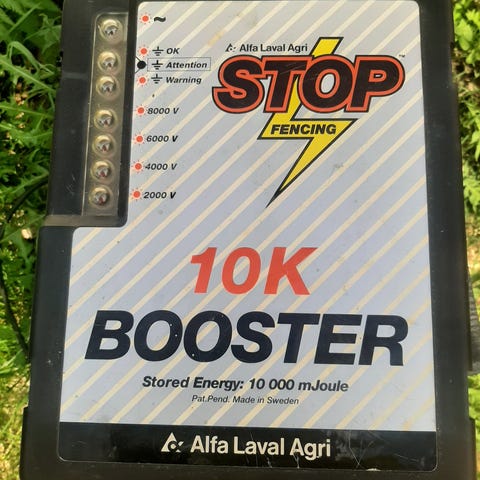 ~
OK
Attention
Warning
8000 V
6000 V
4000 V
2000 V
Alfa Laval Agri
STOP™
FENCING
10K
BOOSTER
Stored Energy: 10 000 mJoule
Pat.Pend. Made in Sweden
Alfa Laval Agri